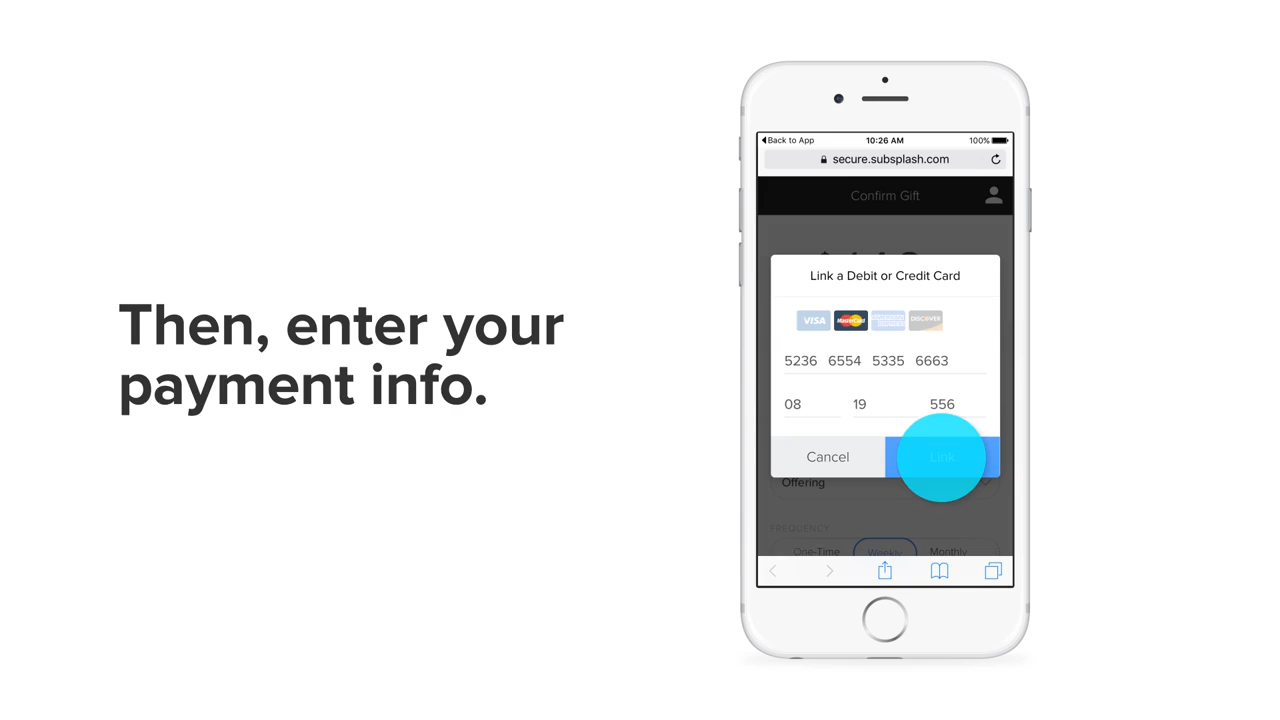 Then, enter your
payment info.
Back to App 10:26 AM 100%
secure.subsplash.com
Confirm Gift
Link a Debit or Credit Card
VISA MasterCard DISCOVER
5236 6554 5335 6663
08 19 556
Cancel Link
Offering
FREQUENCY
One-Time Weekly Monthly